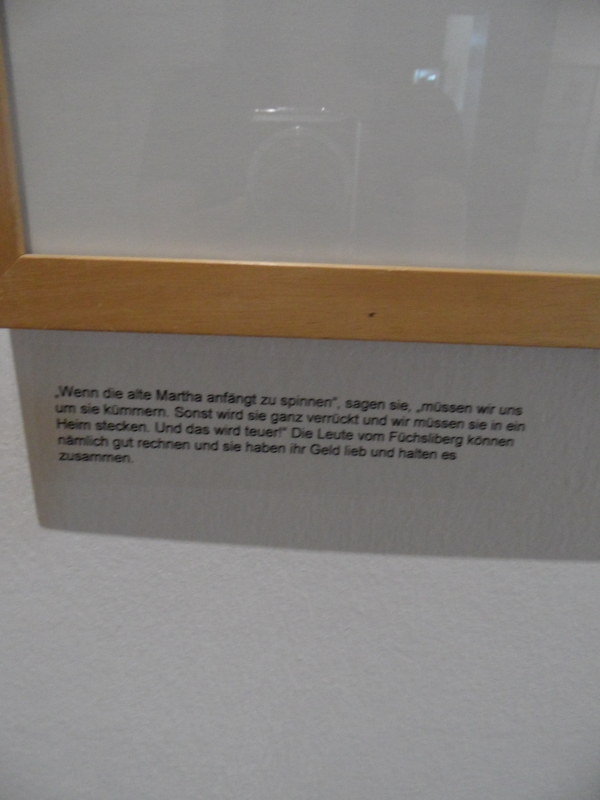 „Wenn die alte Martha anfängt zu spinnen“, sagen sie, „müssen wir uns
um sie kümmern. Sonst wird sie ganz verrückt und wir müssen sie in ein
Heim stecken. Und das wird teuer!“ Die Leute vom Füchsliberg können
nämlich gut rechnen und sie haben ihr Geld lieb und halten es
zusammen.